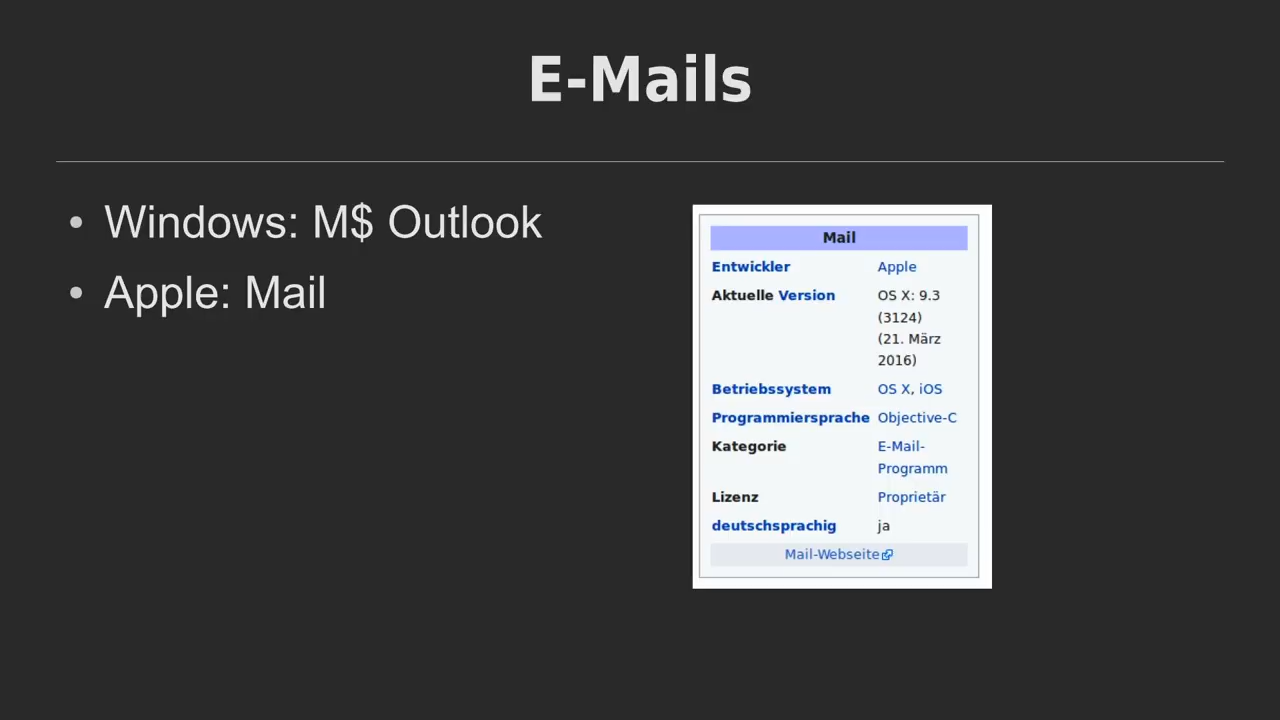 E-Mails
• Windows: M$ Outlook
• Apple: Mail
Mail
Entwickler Apple
Aktuelle Version OS X: 9.3
(3124)
(21. März
2016)
Betriebssystem OS X, iOS
Programmiersprache Objective-C
Kategorie E-Mail-
Programm
Lizenz Proprietär
deutschsprachig ja
Mail-Webseite